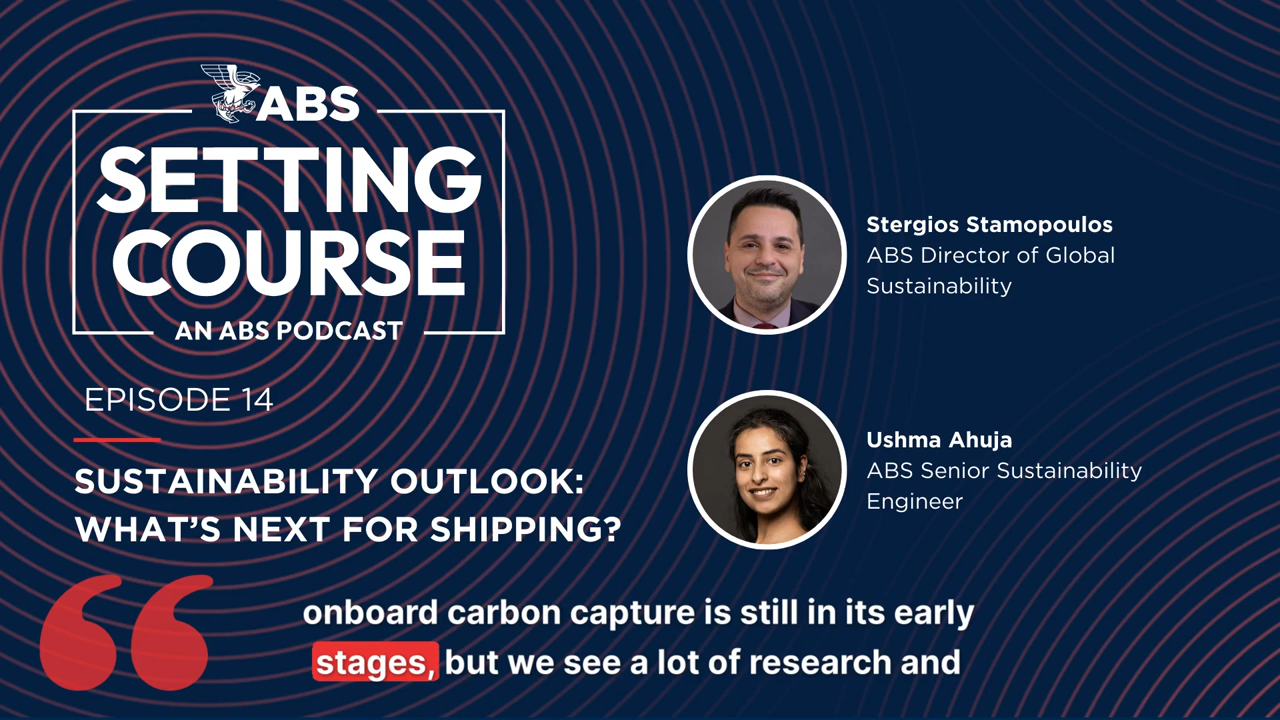 ABS
SETTING
COURSE
AN ABS PODCAST
EPISODE 14
SUSTAINABILITY OUTLOOK:
WHAT’S NEXT FOR SHIPPING?
Stergios Stamopoulos
ABS Director of Global
Sustainability
Ushma Ahuja
ABS Senior Sustainability
Engineer
onboard carbon capture is still in its early
stages, but we see a lot of research and